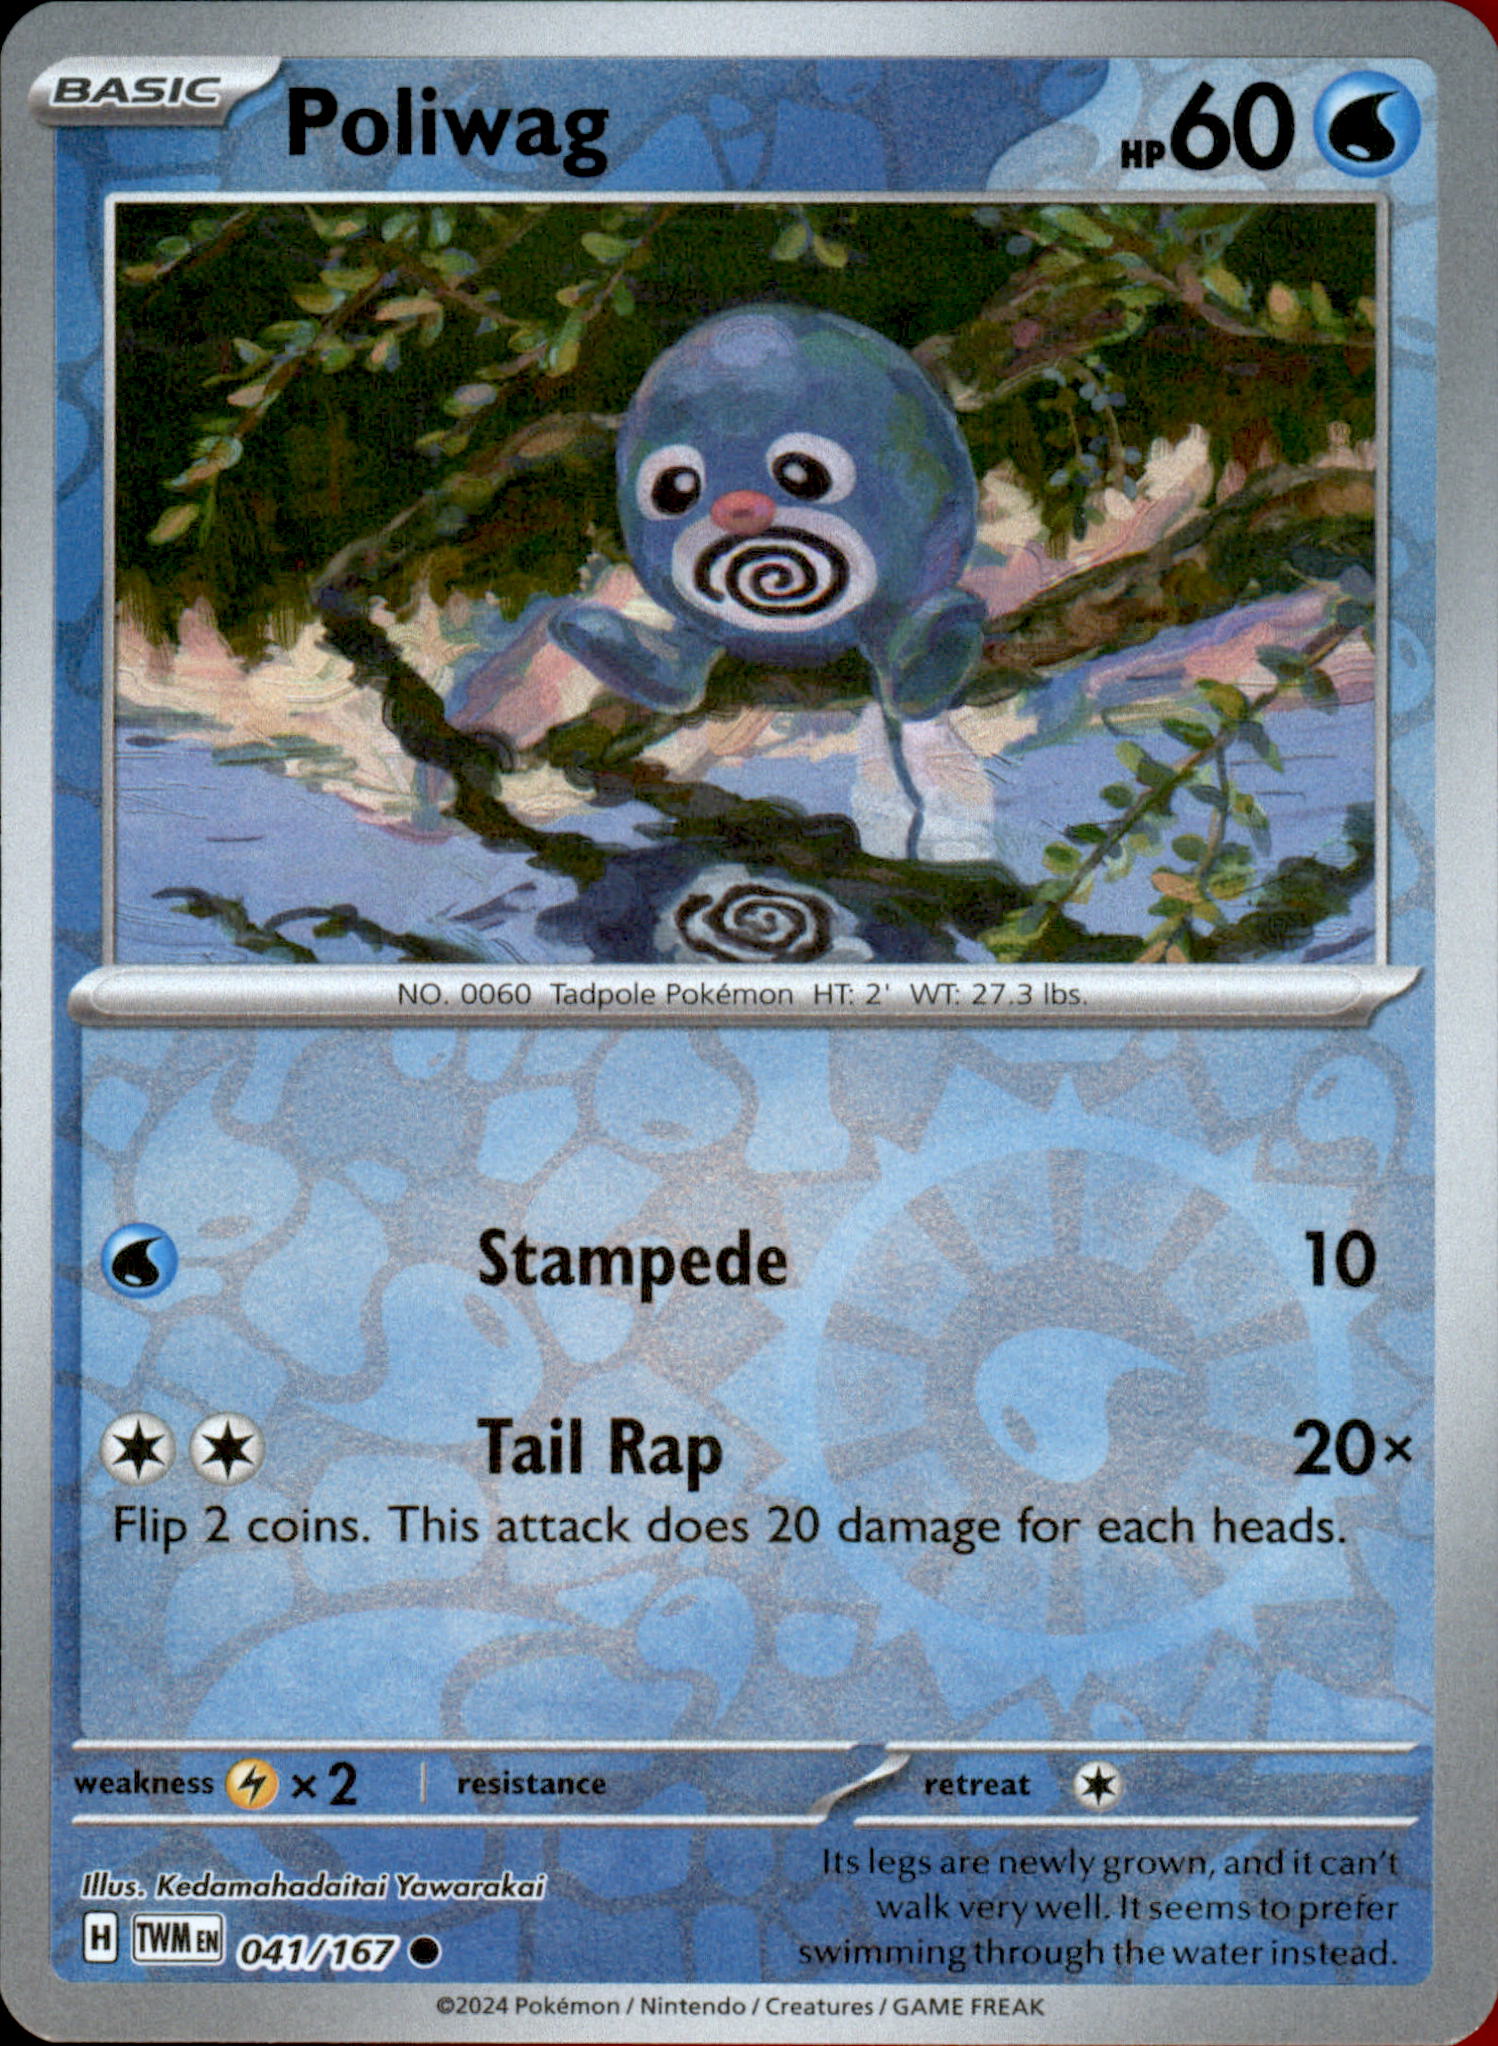 BASIC
Poliwag
HP 60
NO. 0060 Tadpole Pokémon HT: 2' WT: 27.3 lbs.
Stampede 10
Tail Rap 20×
Flip 2 coins. This attack does 20 damage for each heads.
weakness ×2 resistance retreat
Illus. Kedamahadaitai Yawarakai
Its legs are newly grown, and it can't
walk very well. It seems to prefer
swimming through the water instead.
H TWM EN 041/167
©2024 Pokémon / Nintendo / Creatures / GAME FREAK